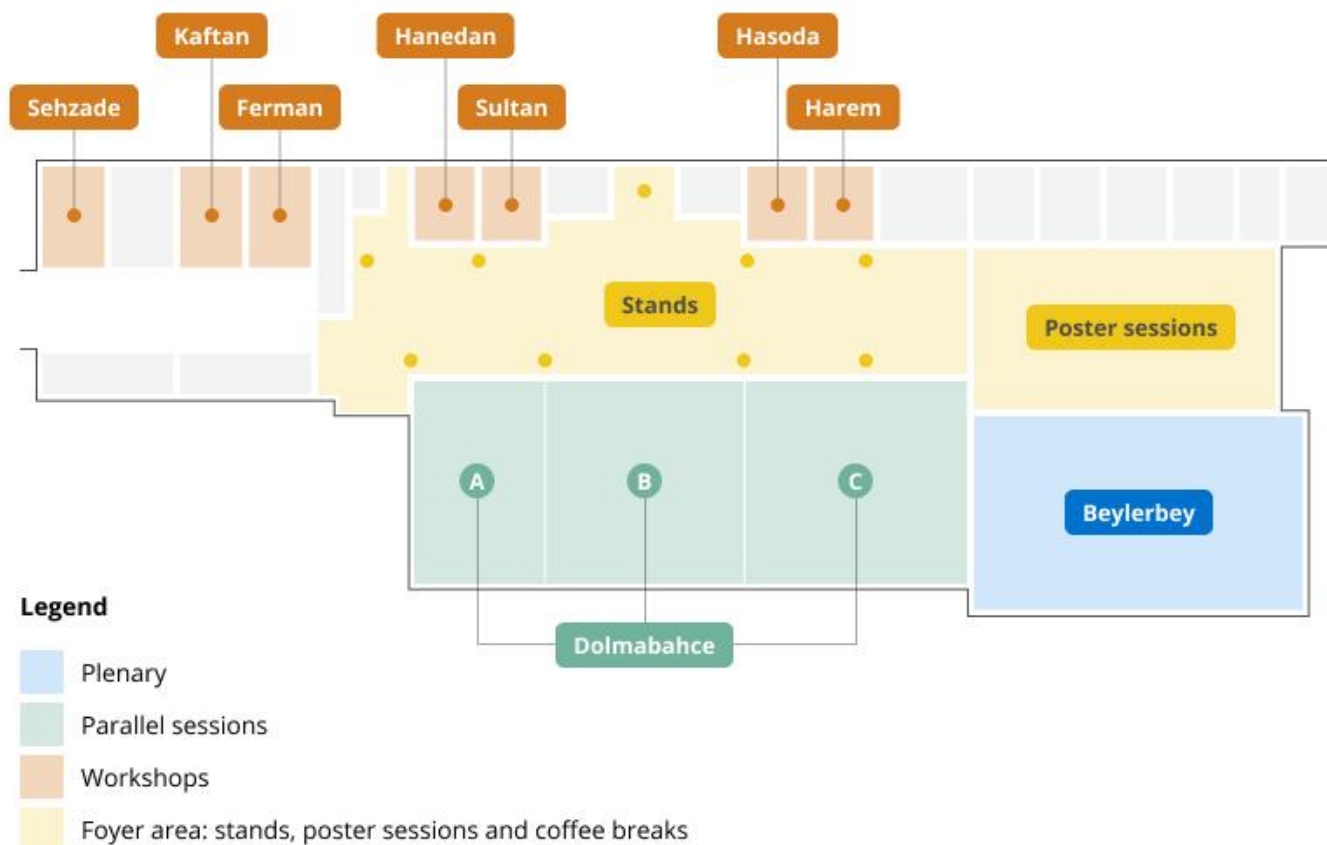 Kaftan
Hanedan
Hasoda
Sehzade
Ferman
Sultan
Harem
Stands
Poster sessions
A
B
C
Beylerbey
Dolmabahce
Legend
Plenary
Parallel sessions
Workshops
Foyer area: stands, poster sessions and coffee breaks